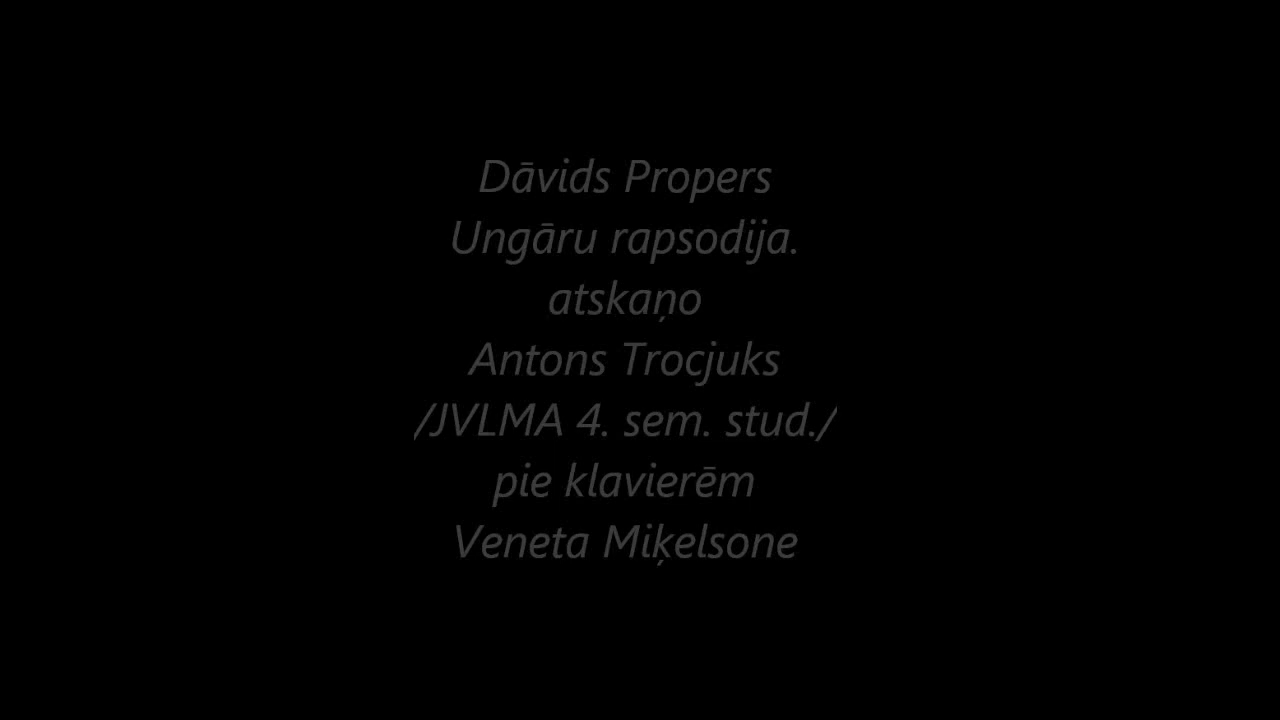 Dāvids Propers
Ungāru rapsodija.
atskaņo
Antons Trocjuks
/JVLMA 4. sem. stud./
pie klavierēm
Veneta Miķelsone